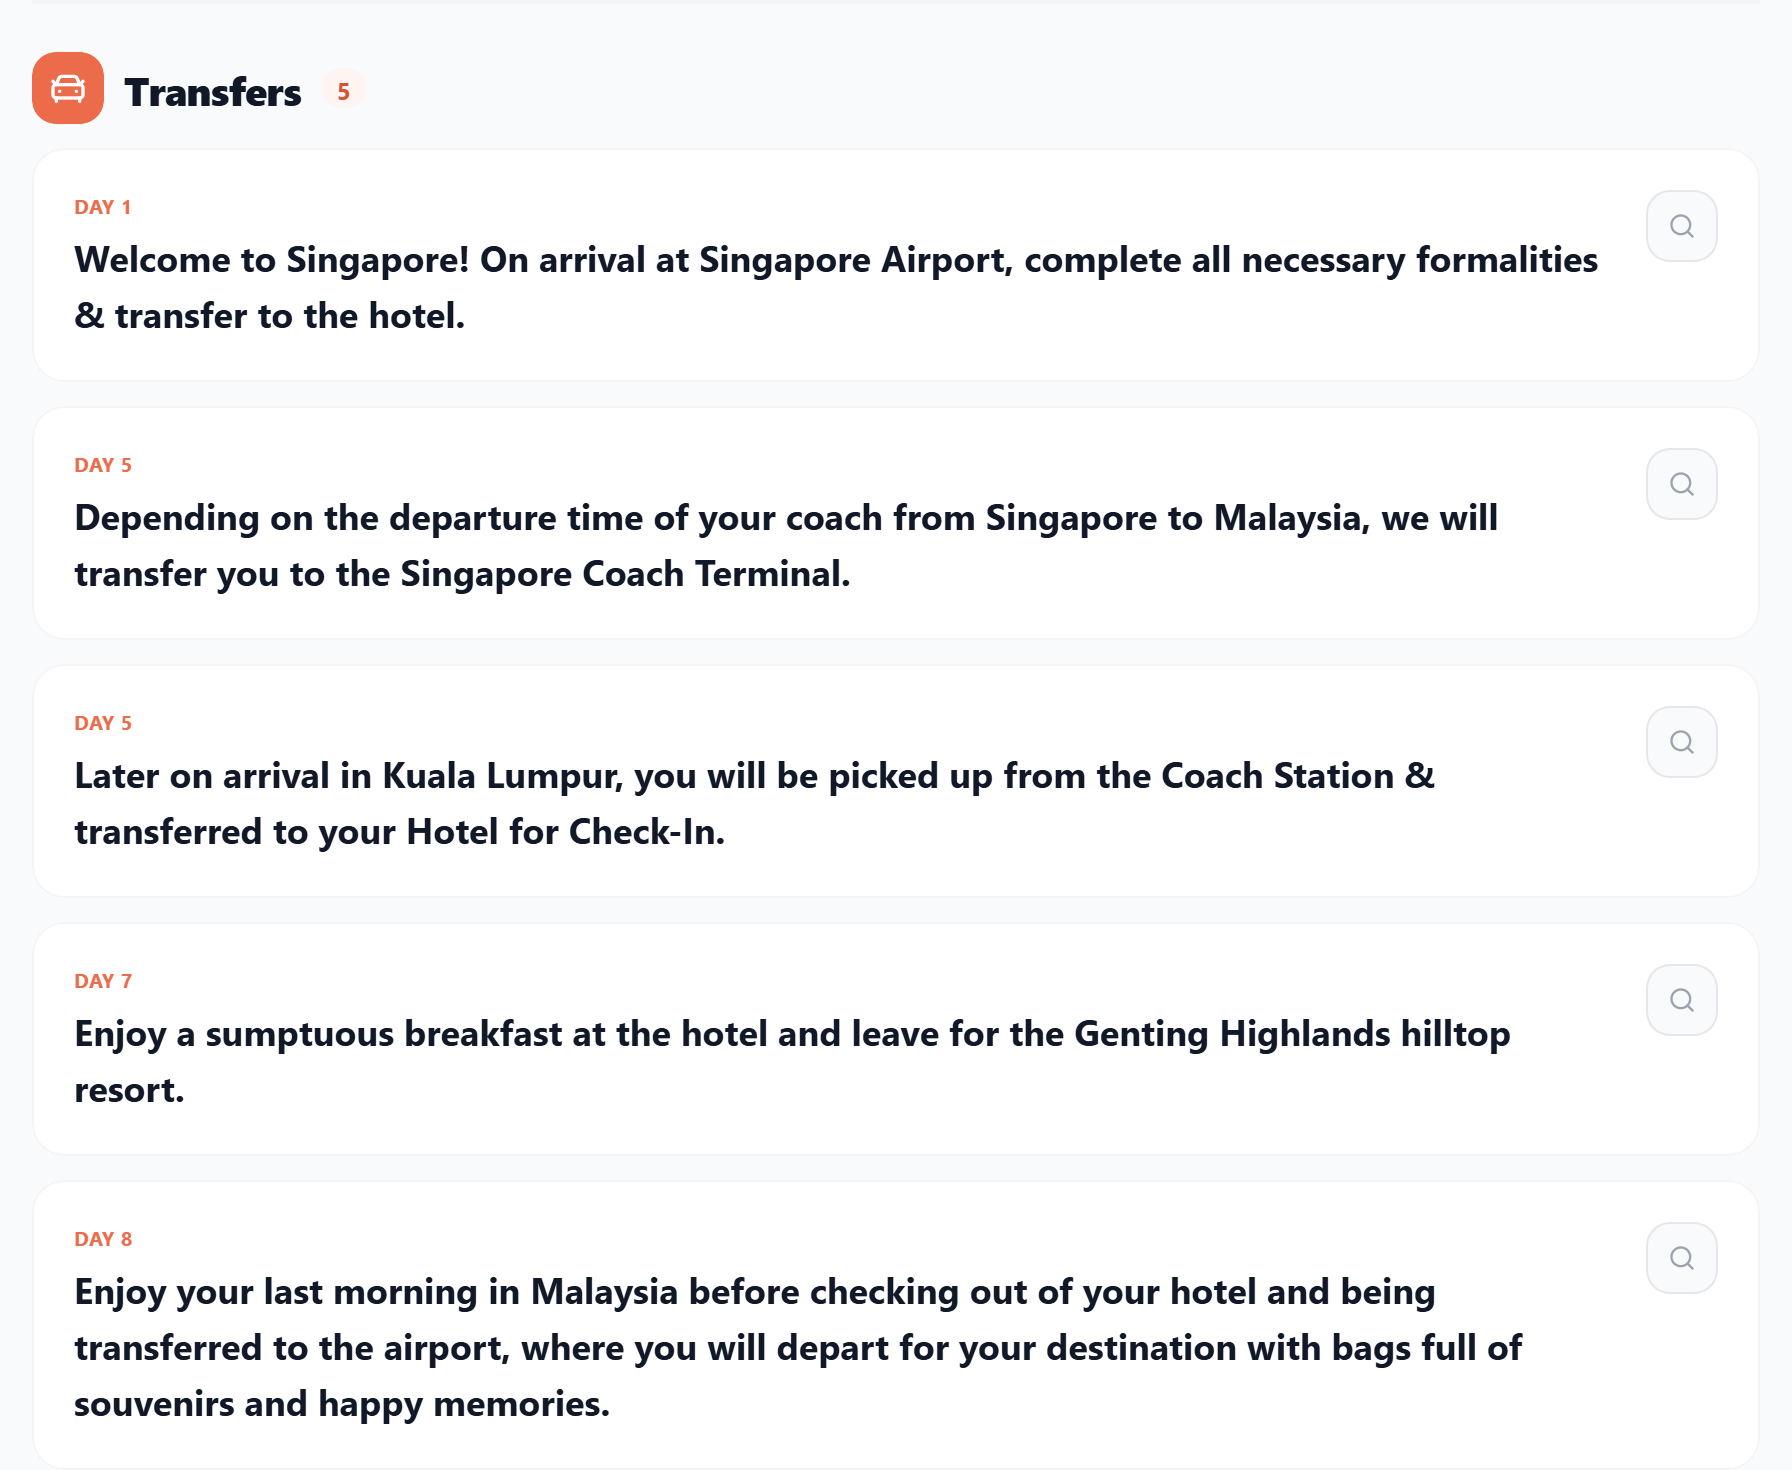 Transfers 5
DAY 1
Welcome to Singapore! On arrival at Singapore Airport, complete all necessary formalities
& transfer to the hotel.
DAY 5
Depending on the departure time of your coach from Singapore to Malaysia, we will
transfer you to the Singapore Coach Terminal.
DAY 5
Later on arrival in Kuala Lumpur, you will be picked up from the Coach Station &
transferred to your Hotel for Check-In.
DAY 7
Enjoy a sumptuous breakfast at the hotel and leave for the Genting Highlands hilltop
resort.
DAY 8
Enjoy your last morning in Malaysia before checking out of your hotel and being
transferred to the airport, where you will depart for your destination with bags full of
souvenirs and happy memories.